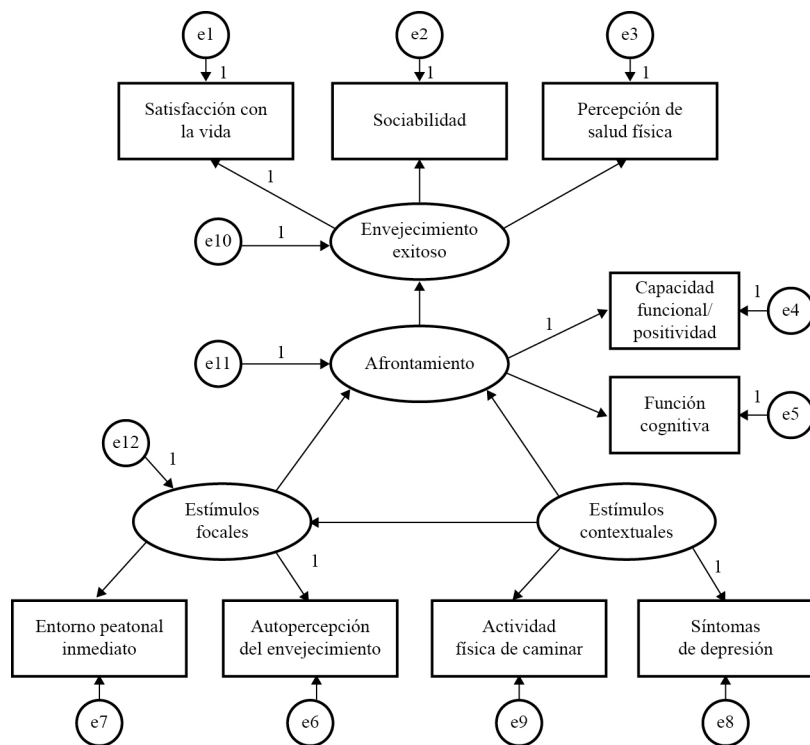 e1
e2
e3
1
1
1
Satisfacción con
la vida
Sociabilidad
Percepción de
salud física
1
e10
1
Envejecimiento
exitoso
Capacidad
funcional/
positividad
1
e4
1
e11
1
Afrontamiento
Función
cognitiva
1
e5
e12
1
Estímulos
focales
Estímulos
contextuales
1
1
Entorno peatonal
inmediato
Autopercepción
del envejecimiento
Actividad
física de caminar
Síntomas
de depresión
e7
e6
e9
e8